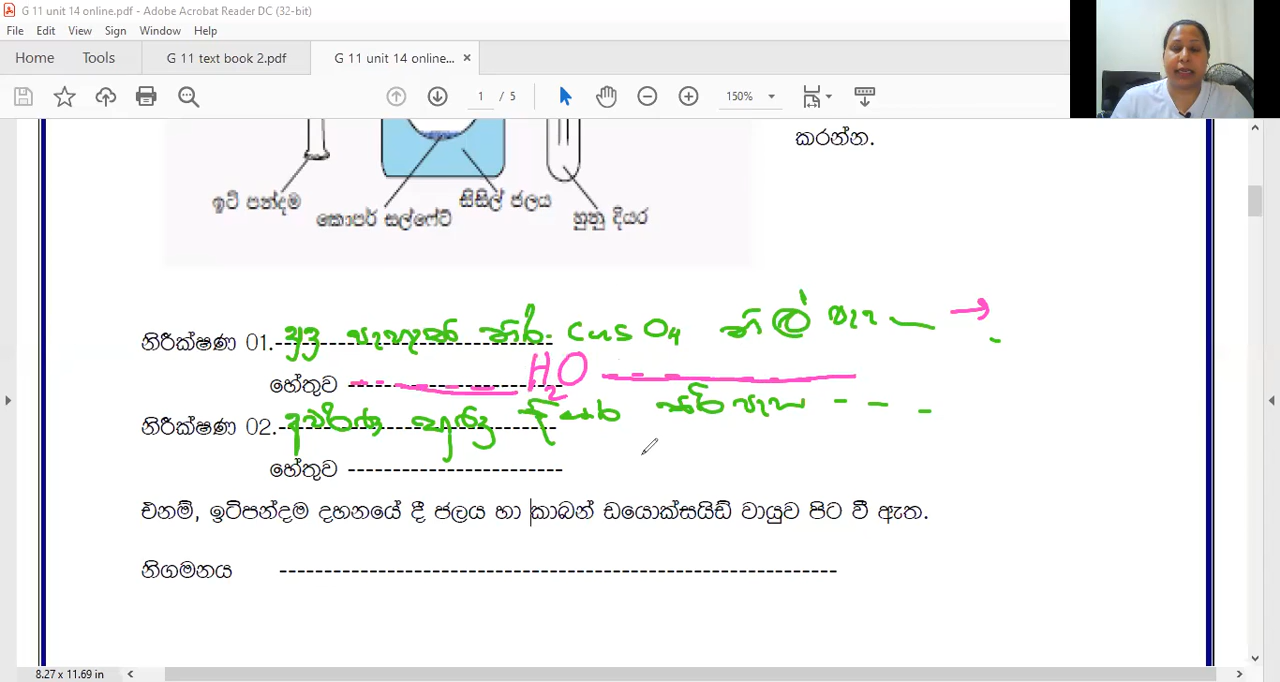 G 11 unit 14 online.pdf - Adobe Acrobat Reader DC (32-bit)
File Edit View Sign Window Help
Home Tools G 11 text book 2.pdf G 11 unit 14 online... ×
1 / 5 150%
කරන්න.
ඉටි පන්දම
කොපර් සල්ෆේට්
සිසිල් ජලය
හුනු දියර
නිරීක්ෂණ 01.------------------------------- CuSO4
හේතුව H2O
නිරීක්ෂණ 02.-------------------------------
හේතුව ------------------------
එනම්, ඉටිපන්දම දහනයේ දී ජලය හා කාබන් ඩයොක්සයිඩ් වායුව පිට වී ඇත.
නිගමනය --------------------------------------------------------------
8.27 x 11.69 in